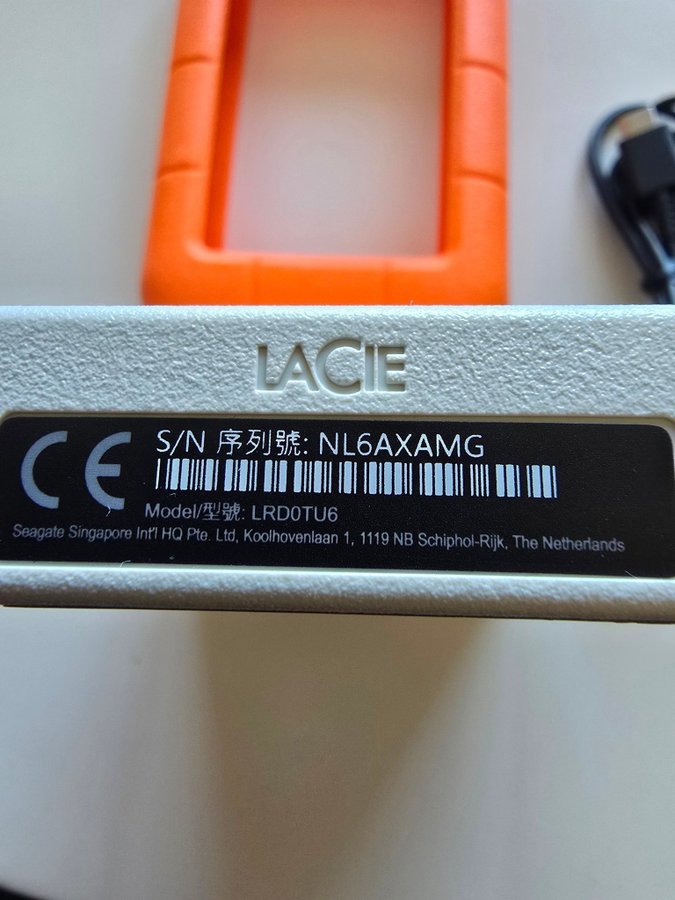 LACIE
CE
S/N 序列號: NL6AXAMG
Model/型號: LRD0TU6
Seagate Singapore Int'l HQ Pte. Ltd, Koolhovenlaan 1, 1119 NB Schiphol-Rijk, The Netherlands